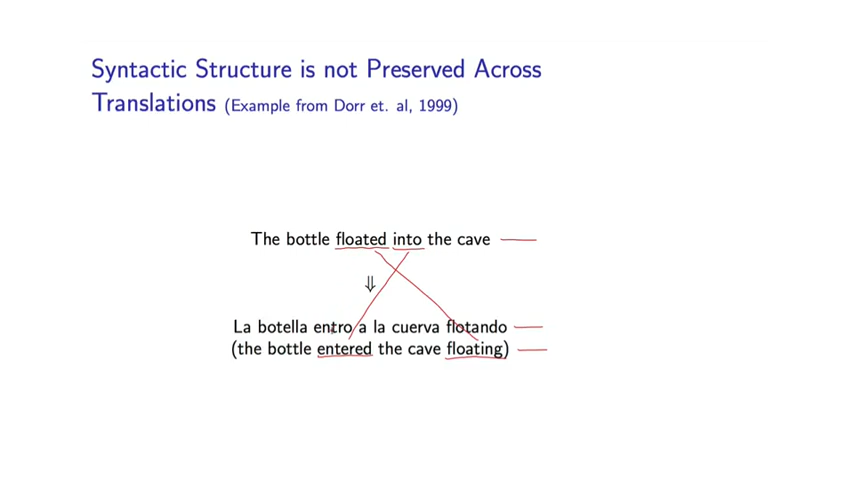 Syntactic Structure is not Preserved Across
Translations (Example from Dorr et. al, 1999)
The bottle floated into the cave
⇓
La botella entro a la cuerva flotando
(the bottle entered the cave floating)